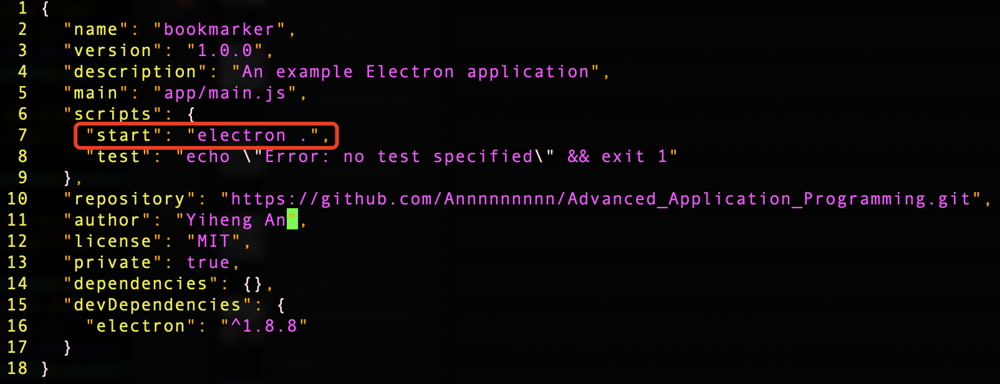 1 {
2   "name": "bookmarker",
3   "version": "1.0.0",
4   "description": "An example Electron application",
5   "main": "app/main.js",
6   "scripts": {
7     "start": "electron .",
8     "test": "echo \"Error: no test specified\" && exit 1"
9   },
10   "repository": "https://github.com/Annnnnnnnn/Advanced_Application_Programming.git",
11   "author": "Yiheng An",
12   "license": "MIT",
13   "private": true,
14   "dependencies": {},
15   "devDependencies": {
16     "electron": "^1.8.8"
17   }
18 }